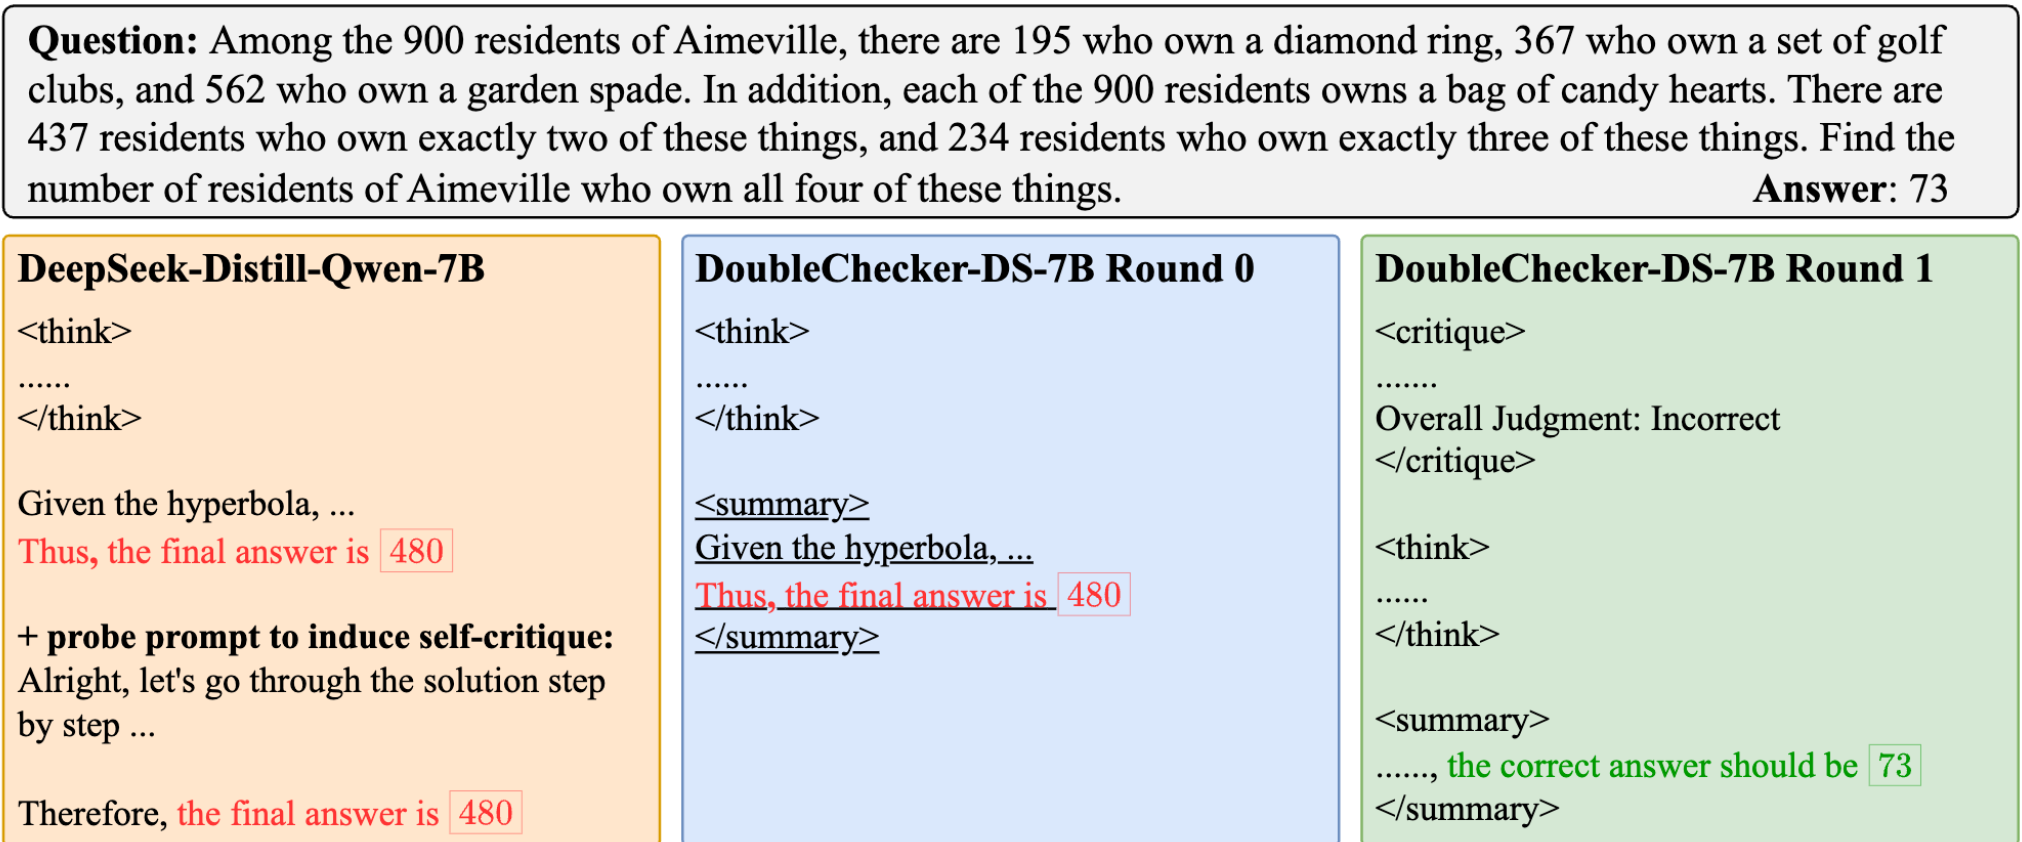 Question: Among the 900 residents of Aimeville, there are 195 who own a diamond ring, 367 who own a set of golf
clubs, and 562 who own a garden spade. In addition, each of the 900 residents owns a bag of candy hearts. There are
437 residents who own exactly two of these things, and 234 residents who own exactly three of these things. Find the
number of residents of Aimeville who own all four of these things. Answer: 73
DeepSeek-Distill-Qwen-7B
<think>
......
</think>
Given the hyperbola, ...
Thus, the final answer is 480
+ probe prompt to induce self-critique:
Alright, let's go through the solution step
by step ...
Therefore, the final answer is 480
DoubleChecker-DS-7B Round 0
<think>
......
</think>
<summary>
Given the hyperbola, ...
Thus, the final answer is 480
</summary>
DoubleChecker-DS-7B Round 1
<critique>
.......
Overall Judgment: Incorrect
</critique>
<think>
......
</think>
<summary>
......, the correct answer should be 73
</summary>